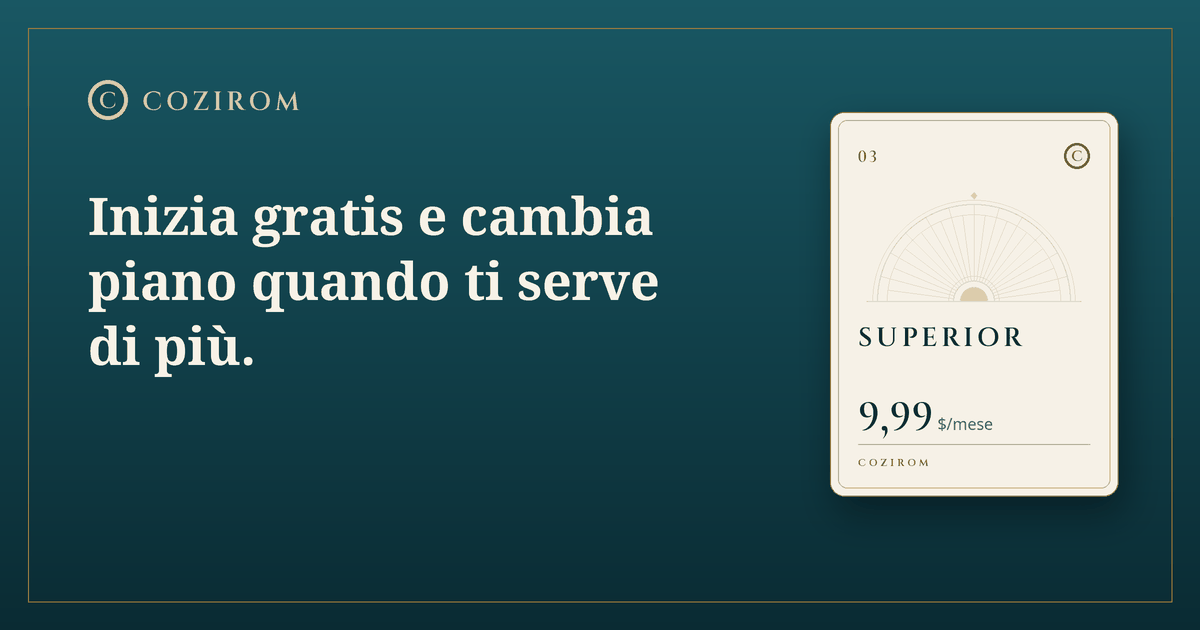 C COZIROM
Inizia gratis e cambia
piano quando ti serve
di più.
03 C
SUPERIOR
9,99 $/mese
COZIROM